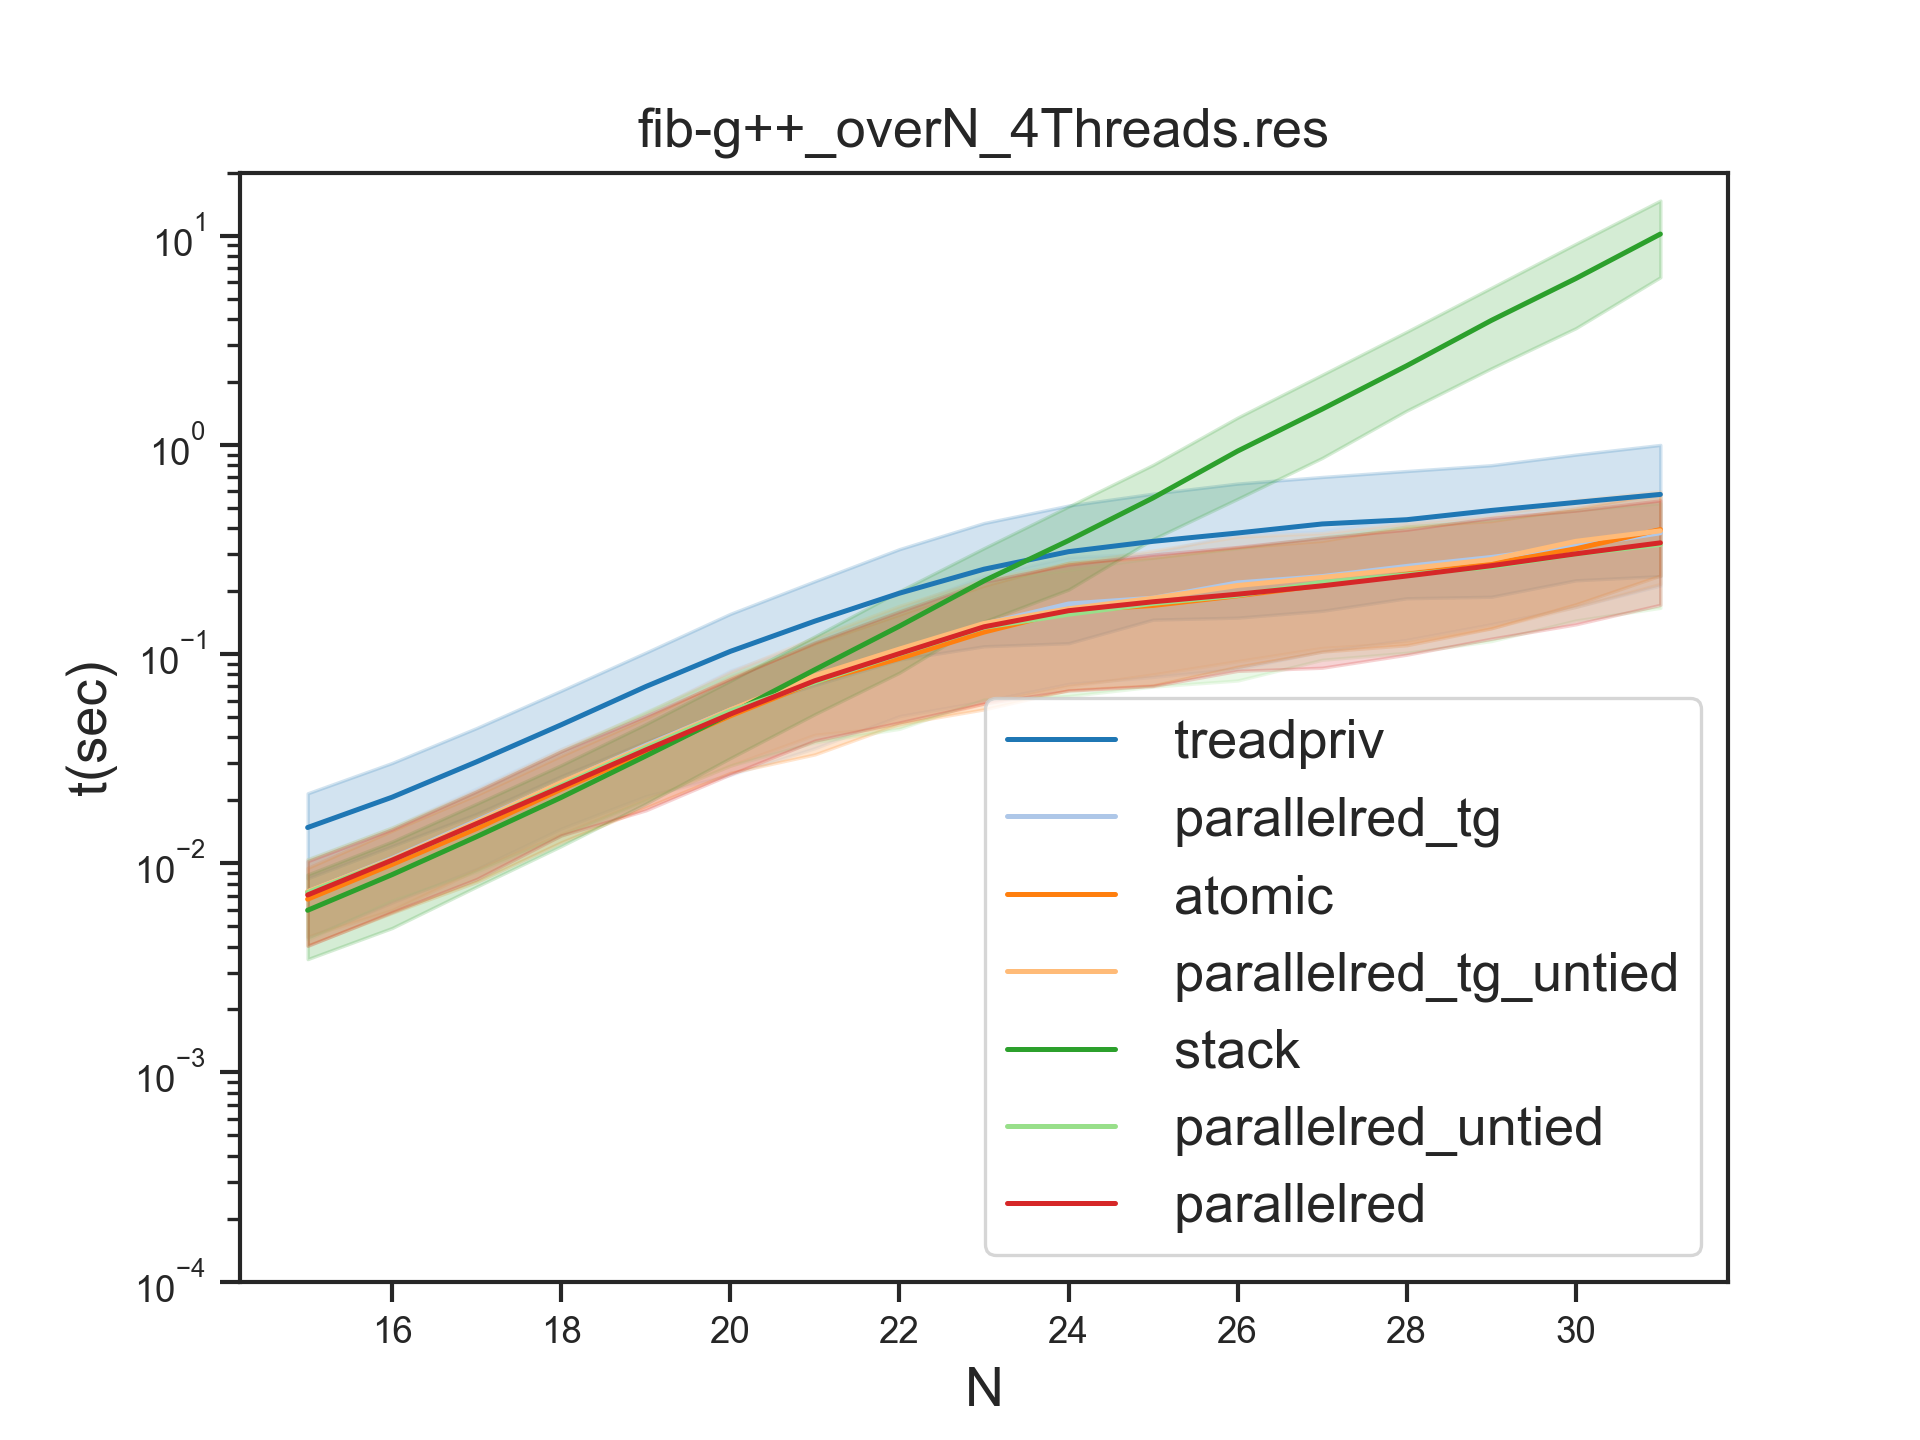 fib-g++_overN_4Threads.res
t(sec)
10^1
10^0
10^−1
10^−2
10^−3
10^−4
treadpriv
parallelred_tg
atomic
parallelred_tg_untied
stack
parallelred_untied
parallelred
16 18 20 22 24 26 28 30
N